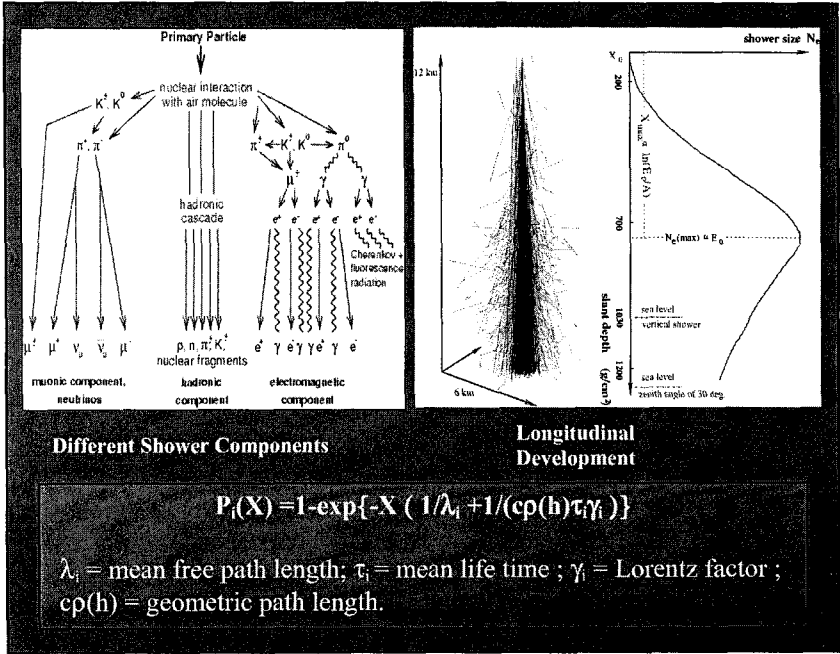 Primary Particle
nuclear interaction
with air molecule
K±, K⁰
π⁺, π⁻
π± K±, K⁰ π⁰
μ±
γ γ
hadronic
cascade
e⁺ e⁻ e⁺ e⁻ e⁺ e⁻
Cherenkov +
fluorescence
radiation
μ± μ⁺ ν ν μ⁻
p, n, π± K±
nuclear fragments
e⁺ γ e⁻ γ γ e⁺ γ e⁻
muonic component,
neutrinos
hadronic
component
electromagnetic
component
12 km
6 km
shower size Nₑ
X₀
200
Xmax ∝ ln(E₀/A)
700
Nₑ(max) ∝ E₀
sea level
1030
vertical shower
slant depth (g/cm²)
1200
sea level
zenith angle of 30 deg.
Different Shower Components
Longitudinal
Development
Pᵢ(X) =1-exp{-X ( 1/λᵢ +1/(cρ(h)τᵢγᵢ )}
λᵢ = mean free path length; τᵢ = mean life time ; γᵢ = Lorentz factor ;
cρ(h) = geometric path length.